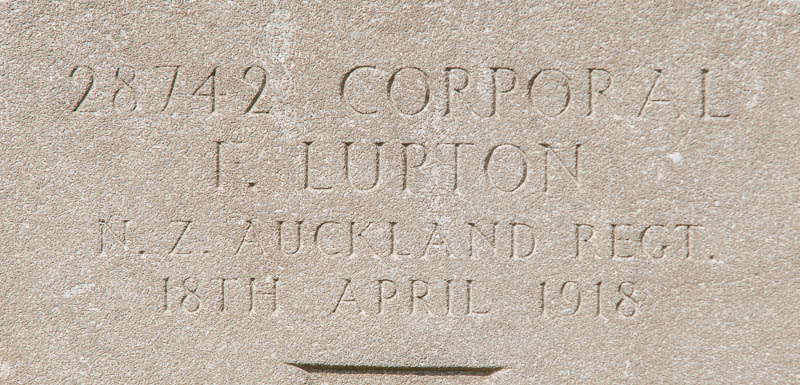 28742 CORPORAL
F. LUPTON
N. Z. AUCKLAND REGT.
18TH APRIL 1918